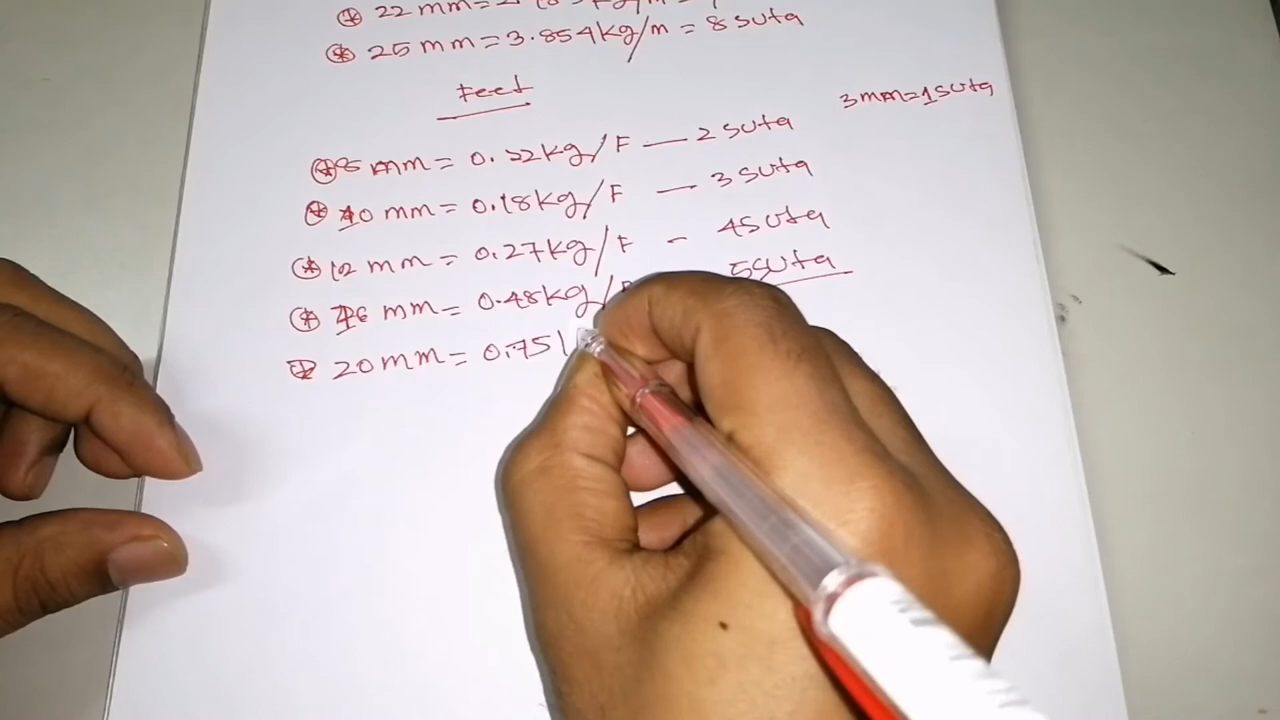 22 mm =
25 mm = 3.854 kg/m = 8 suta
Feet
3 mm = 1 suta
8 mm = 0.12 kg/F — 2 suta
10 mm = 0.18 kg/F — 3 suta
12 mm = 0.27 kg/F - 4 suta
16 mm = 0.48 kg/F 5 suta
20 mm = 0.75